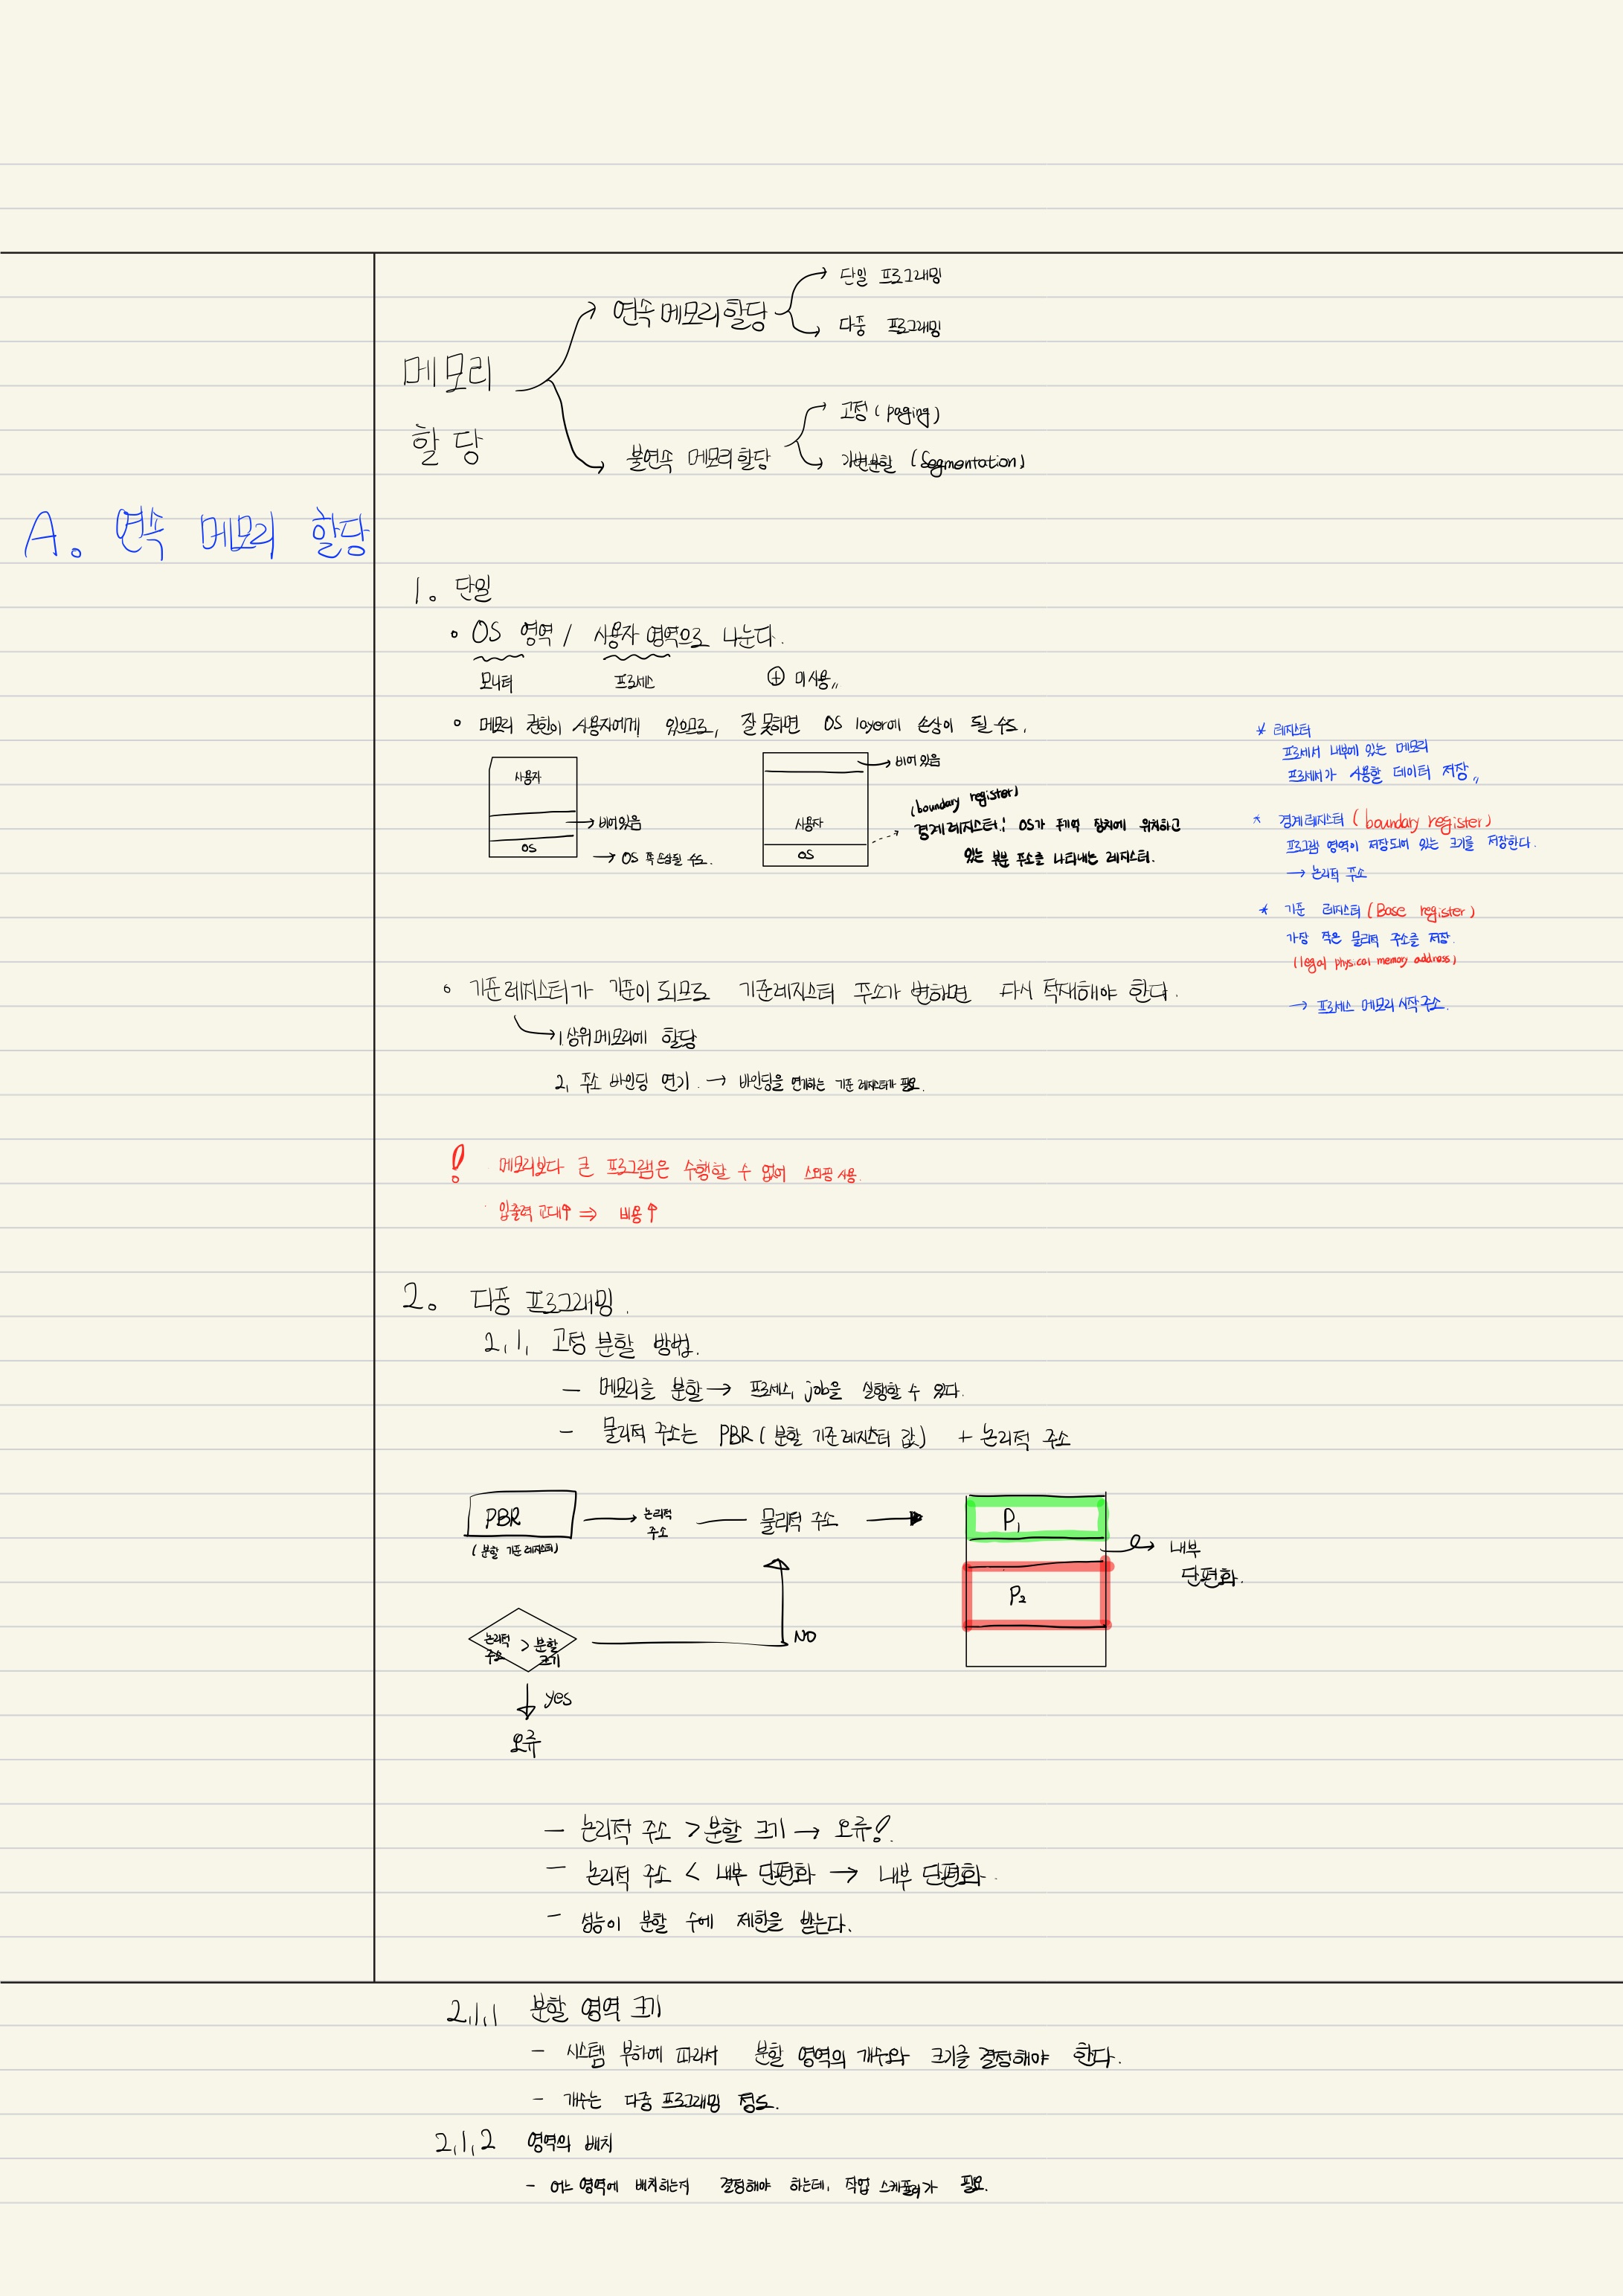 단일 프로그래밍
연속 메모리 할당
다중 프로그래밍
메모리
할당
고정 (paging)
불연속 메모리 할당
가변분할 (segmentation)
A. 연속 메모리 할당
1. 단일
OS 영역 / 사용자 영역으로 나눈다.
모니터 프로세스 + 미사용
메모리 권한이 사용자에게 있으므로, 잘 못하면 OS layer에 손상이 될 수도.
사용자
비어있음
OS
→ OS 쪽 손상될 수도.
비어 있음
사용자
OS
(boundary register)
경계레지스터: OS가 주기억 장치에 위치하고
있는 부분 주소를 나타내는 레지스터.
* 레지스터
프로세서 내부에 있는 메모리
프로세서가 사용할 데이터 저장
* 경계레지스터 (boundary register)
프로그램 영역이 저장되어 있는 크기를 저장한다.
→ 논리적 주소
* 기준 레지스터 (Base register)
가장 작은 물리적 주소를 저장.
(legal physical memory address)
→ 프로세스 메모리 시작주소.
기준레지스터가 기준이 되므로 기준레지스터 주소가 변하면 다시 적재해야 한다.
1. 상위메모리에 할당
2. 주소 바인딩 연기. → 바인딩을 연기하는 기준 레지스터가 필요.
! 메모리보다 큰 프로그램은 수행할 수 없어 스와핑 사용
입출력 교대↑ ⇒ 비용↑
2. 다중 프로그래밍.
2.1. 고정 분할 방법.
- 메모리를 분할 → 프로세스, job을 실행할 수 있다.
- 물리적 주소는 PBR (분할 기준레지스터 값) + 논리적 주소
PBR → 논리적 주소 — 물리적 주소 →
(분할 기준 레지스터)
P1
내부
단편화.
P2
논리적 주소 > 분할 크기
NO
yes
오류
- 논리적 주소 > 분할 크기 → 오류!
- 논리적 주소 < 내부 단편화 → 내부 단편화.
- 성능이 분할 수에 제한을 받는다.
2.1.1 분할 영역 크기
- 시스템 부하에 따라서 분할 영역의 개수와 크기를 결정해야 한다.
- 개수는 다중 프로그래밍 정도.
2.1.2 영역의 배치
- 어느 영역에 배치하는지 결정해야 하는데, 작업 스케쥴러가 필요.